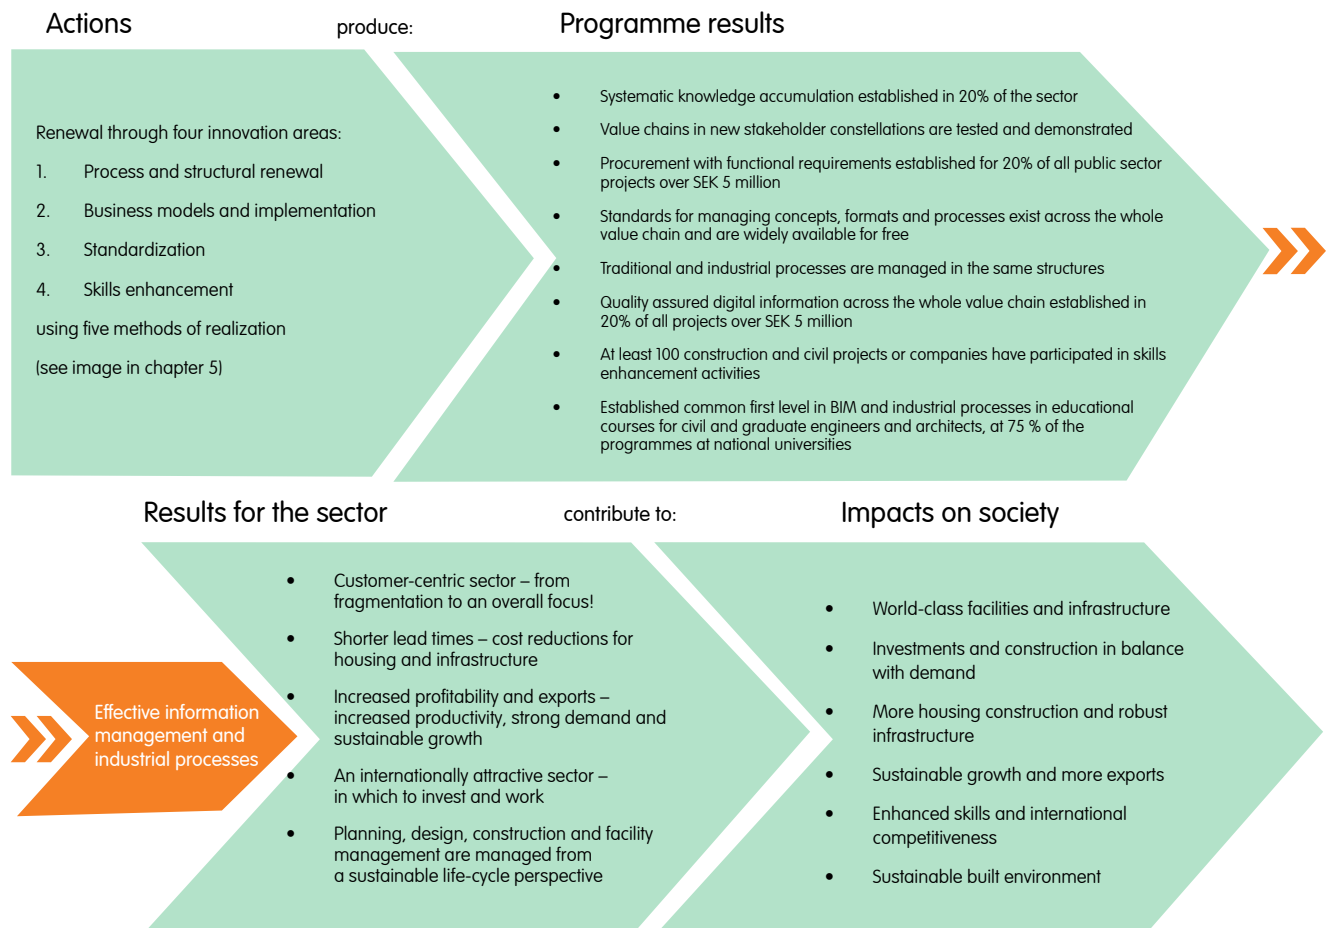 Actions
produce:
Programme results
Renewal through four innovation areas:
1. Process and structural renewal
2. Business models and implementation
3. Standardization
4. Skills enhancement
using five methods of realization
(see image in chapter 5)
• Systematic knowledge accumulation established in 20% of the sector
• Value chains in new stakeholder constellations are tested and demonstrated
• Procurement with functional requirements established for 20% of all public sector
projects over SEK 5 million
• Standards for managing concepts, formats and processes exist across the whole
value chain and are widely available for free
• Traditional and industrial processes are managed in the same structures
• Quality assured digital information across the whole value chain established in
20% of all projects over SEK 5 million
• At least 100 construction and civil projects or companies have participated in skills
enhancement activities
• Established common first level in BIM and industrial processes in educational
courses for civil and graduate engineers and architects, at 75 % of the
programmes at national universities
Results for the sector
contribute to:
Impacts on society
Effective information
management and
industrial processes
• Customer-centric sector – from
fragmentation to an overall focus!
• Shorter lead times – cost reductions for
housing and infrastructure
• Increased profitability and exports –
increased productivity, strong demand and
sustainable growth
• An internationally attractive sector –
in which to invest and work
• Planning, design, construction and facility
management are managed from
a sustainable life-cycle perspective
• World-class facilities and infrastructure
• Investments and construction in balance
with demand
• More housing construction and robust
infrastructure
• Sustainable growth and more exports
• Enhanced skills and international
competitiveness
• Sustainable built environment